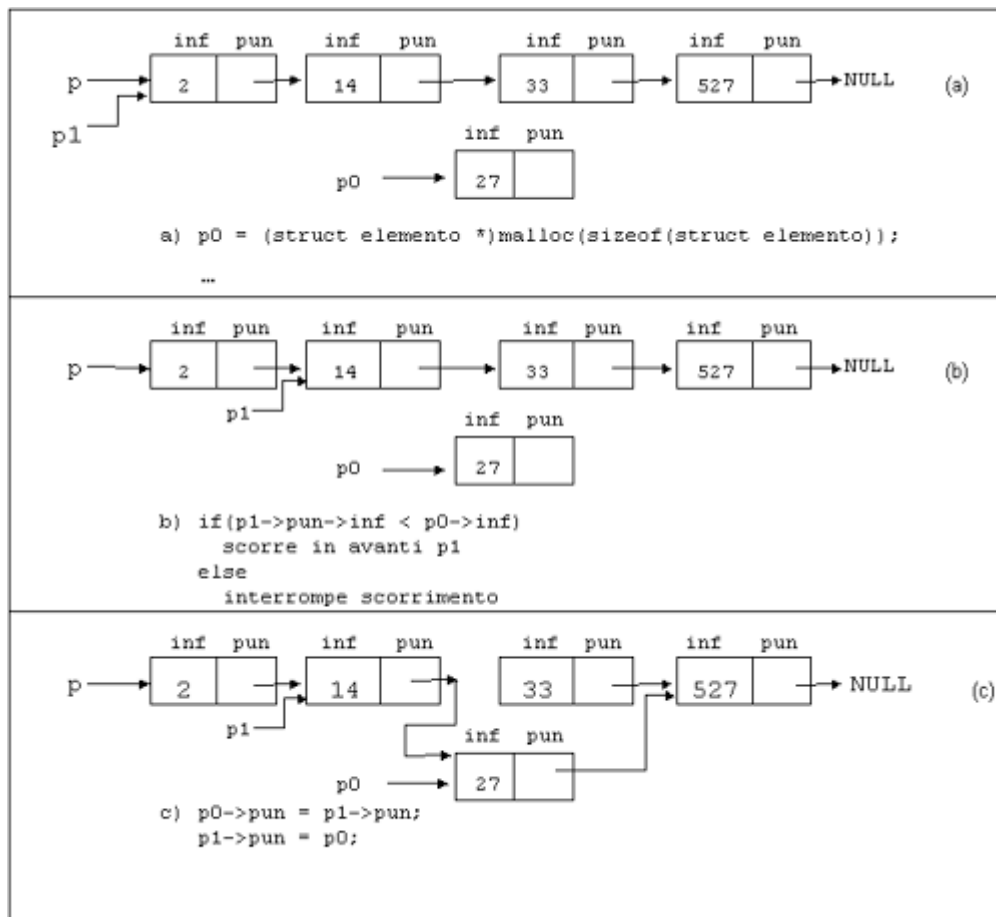 inf pun inf pun inf pun inf pun
p 2 14 33 527 NULL (a)
p1
inf pun
p0 27
a) p0 = (struct elemento *)malloc(sizeof(struct elemento));
…
inf pun inf pun inf pun inf pun
p 2 14 33 527 NULL (b)
p1
inf pun
p0 27
b) if(p1->pun->inf < p0->inf)
scorre in avanti p1
else
interrompe scorrimento
inf pun inf pun inf pun inf pun
p 2 14 33 527 NULL (c)
p1
inf pun
p0 27
c) p0->pun = p1->pun;
p1->pun = p0;